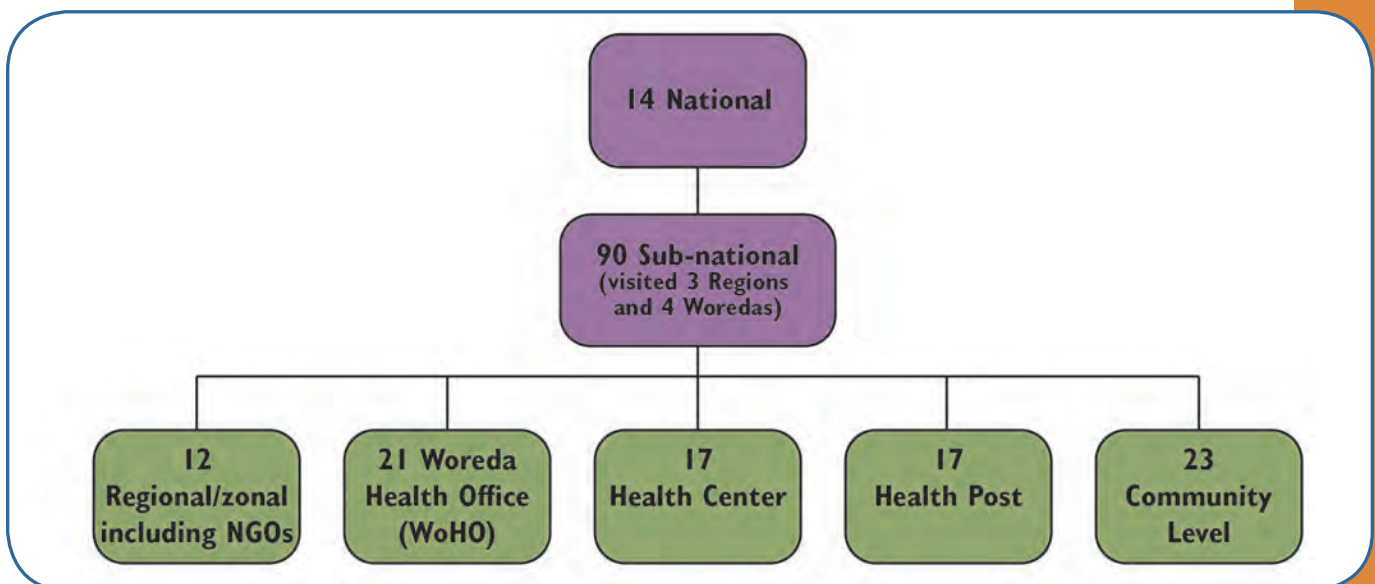 14 National
90 Sub-national
(visited 3 Regions
and 4 Woredas)
12
Regional/zonal
including NGOs
21 Woreda
Health Office
(WoHO)
17
Health Center
17
Health Post
23
Community
Level